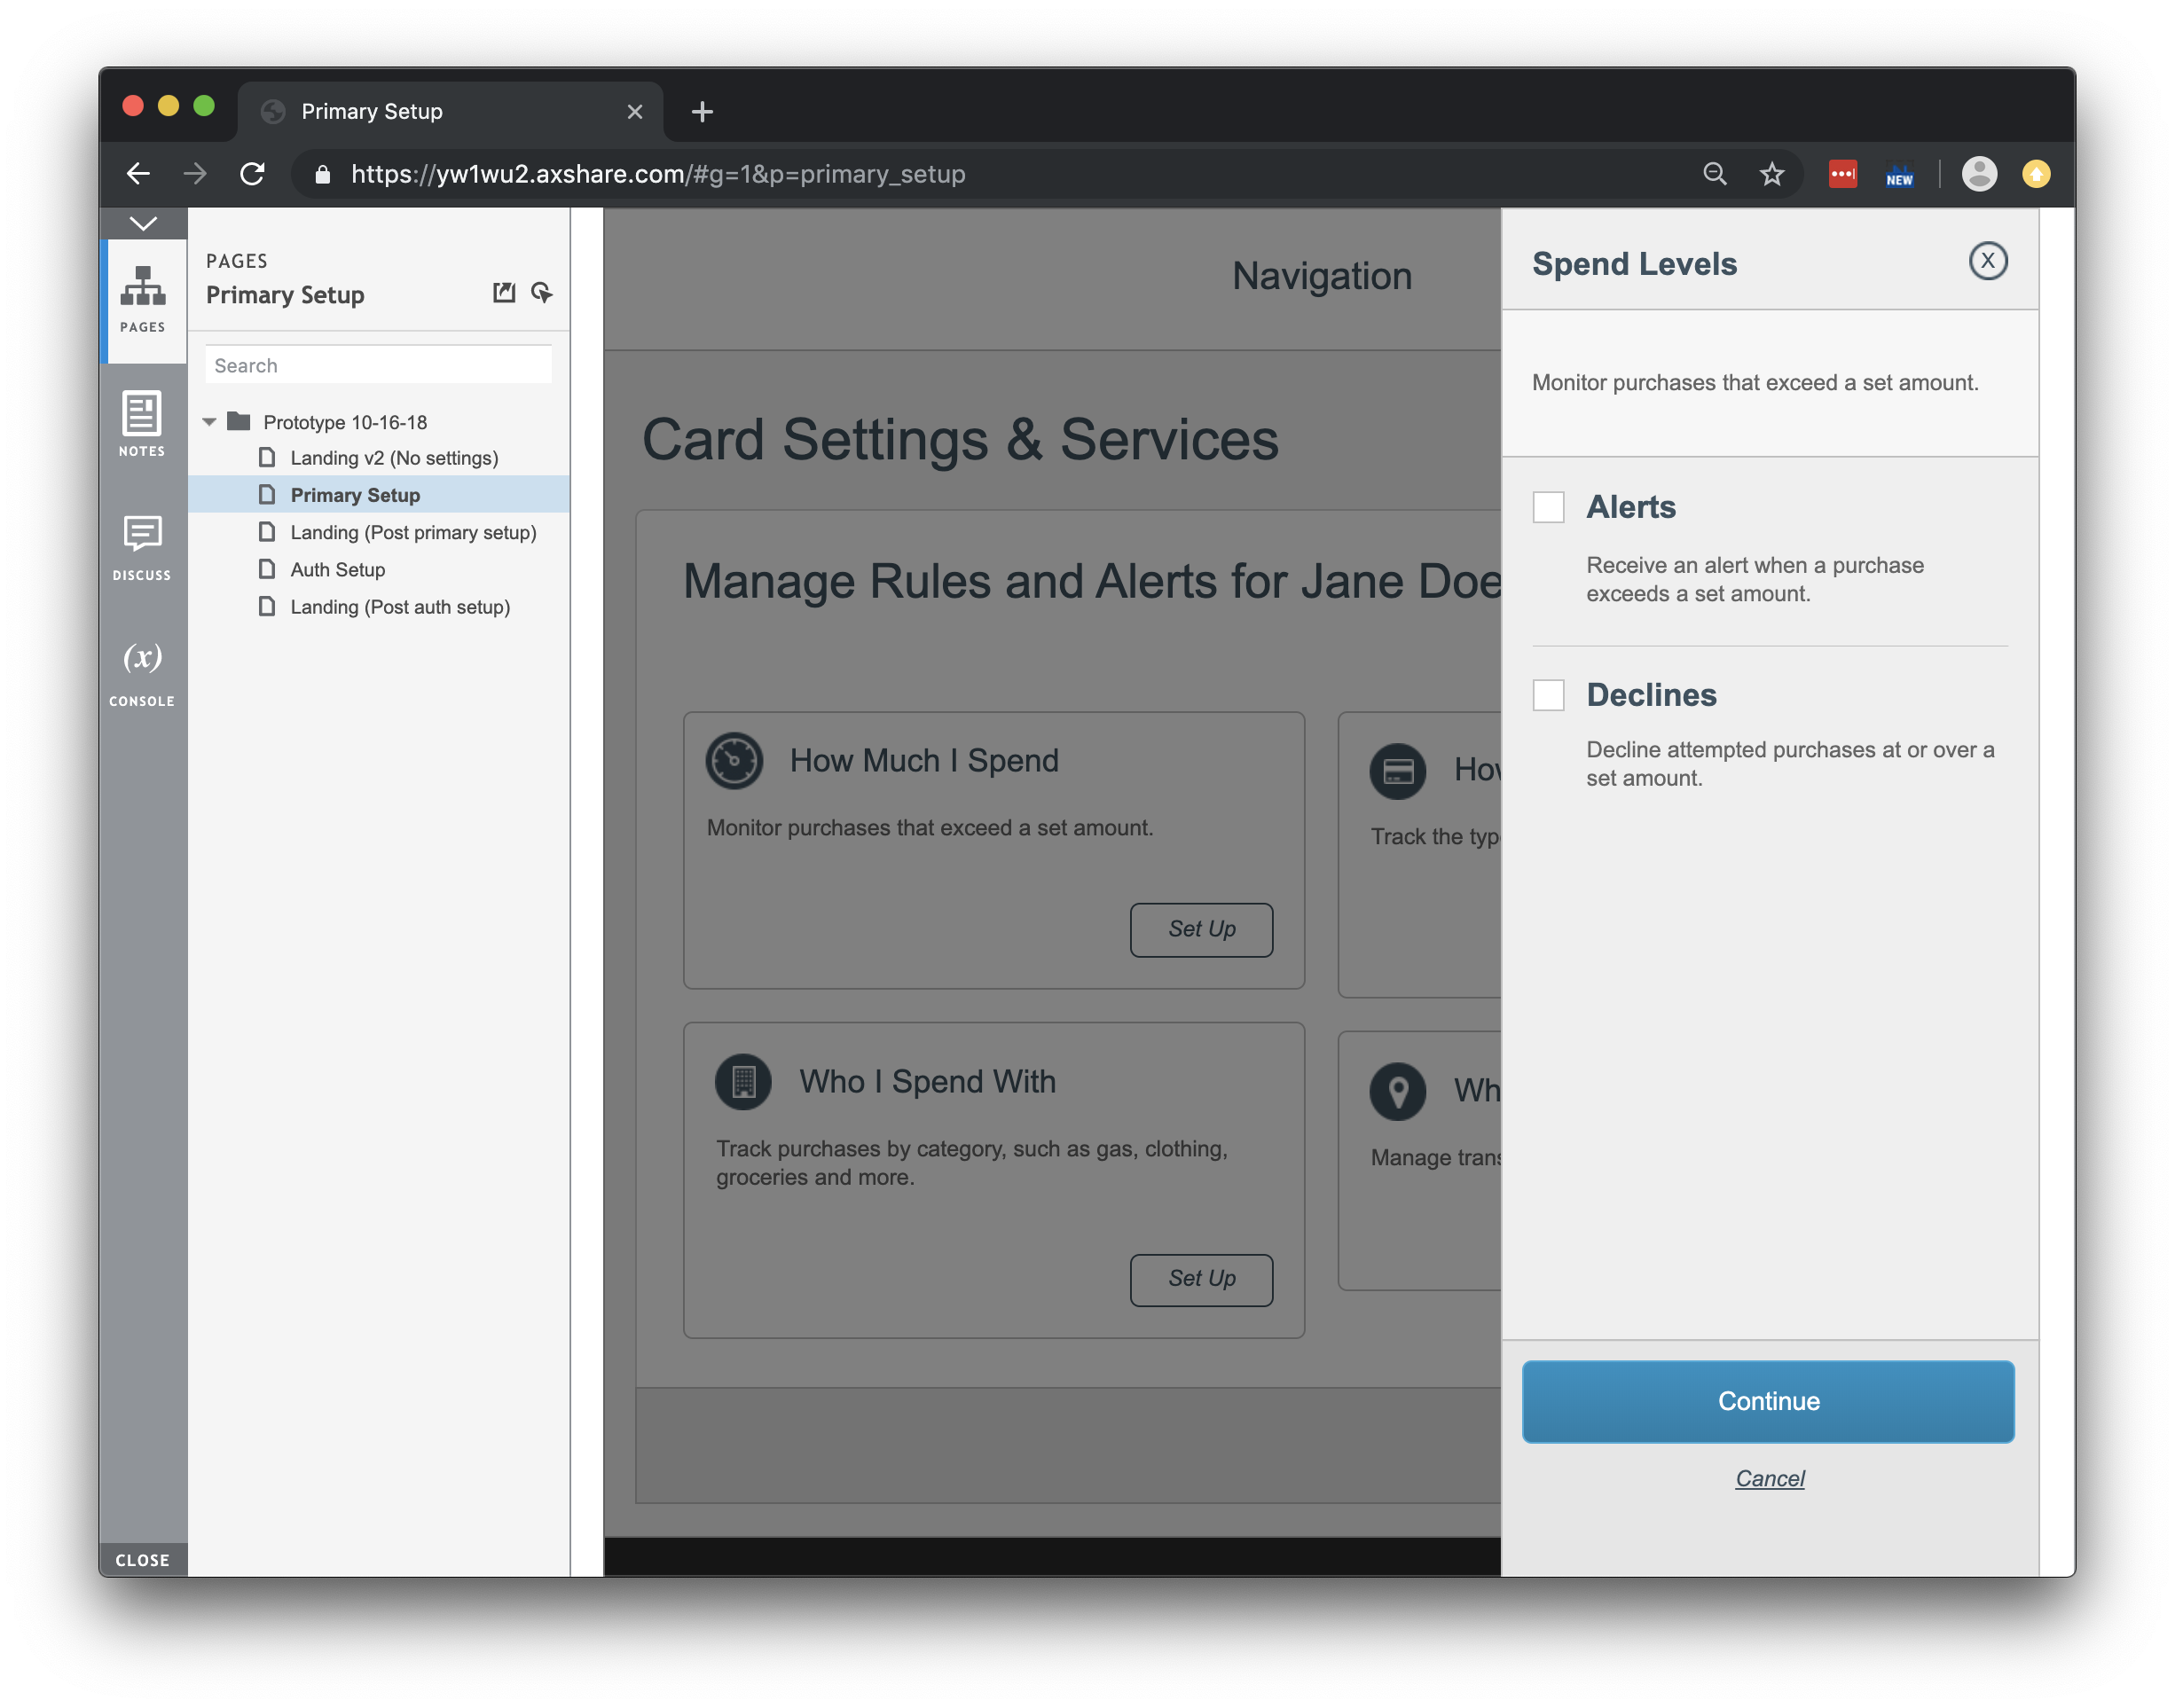 Primary Setup
https://yw1wu2.axshare.com/#g=1&p=primary_setup
NEW
PAGES
NOTES
DISCUSS
(x)
CONSOLE
CLOSE
PAGES
Primary Setup
Search
Prototype 10-16-18
Landing v2 (No settings)
Primary Setup
Landing (Post primary setup)
Auth Setup
Landing (Post auth setup)
Navigation
Card Settings & Services
Manage Rules and Alerts for Jane Doe
How Much I Spend
Monitor purchases that exceed a set amount.
Set Up
How
Track the typ
Who I Spend With
Track purchases by category, such as gas, clothing,
groceries and more.
Set Up
Wh
Manage trans
Spend Levels
X
Monitor purchases that exceed a set amount.
Alerts
Receive an alert when a purchase
exceeds a set amount.
Declines
Decline attempted purchases at or over a
set amount.
Continue
Cancel